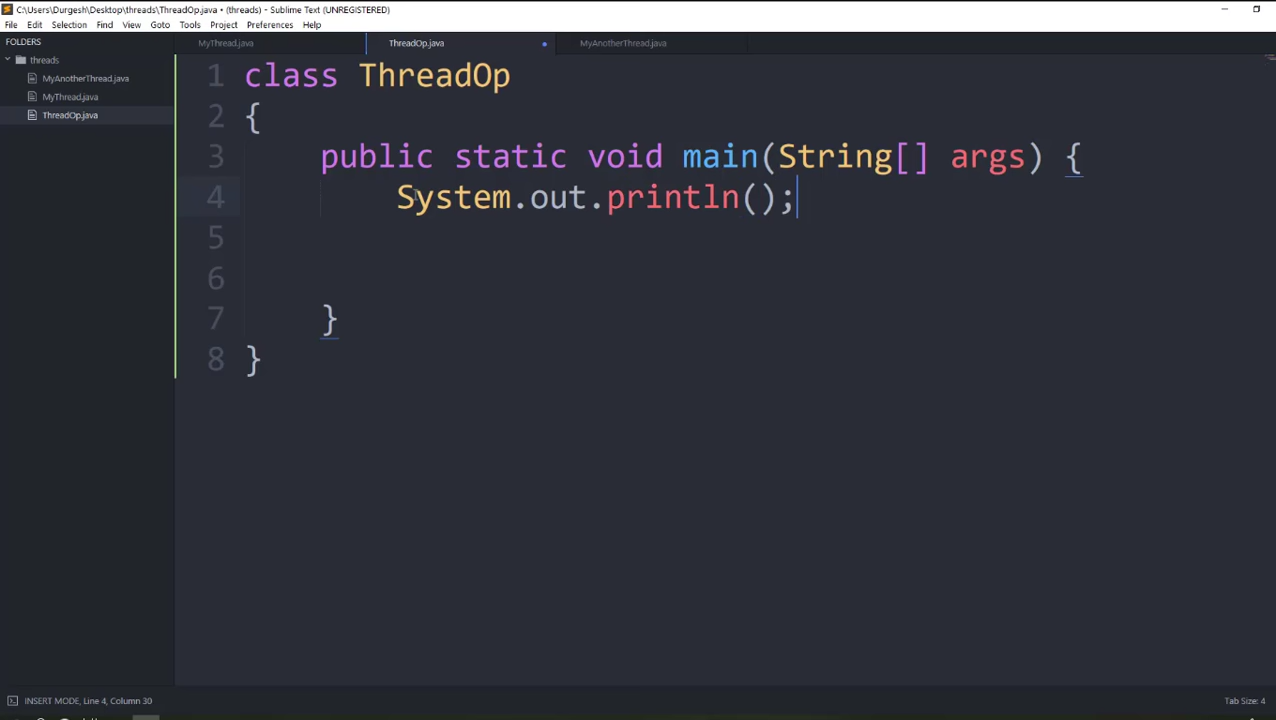 C:\Users\Durgesh\Desktop\threads\ThreadOp.java • (threads) - Sublime Text (UNREGISTERED)
File Edit Selection Find View Goto Tools Project Preferences Help
FOLDERS
threads
MyAnotherThread.java
MyThread.java
ThreadOp.java
MyThread.java ThreadOp.java MyAnotherThread.java
1 class ThreadOp
2 {
3 public static void main(String[] args) {
4 System.out.println();
5
6
7 }
8 }
INSERT MODE, Line 4, Column 30 Tab Size: 4